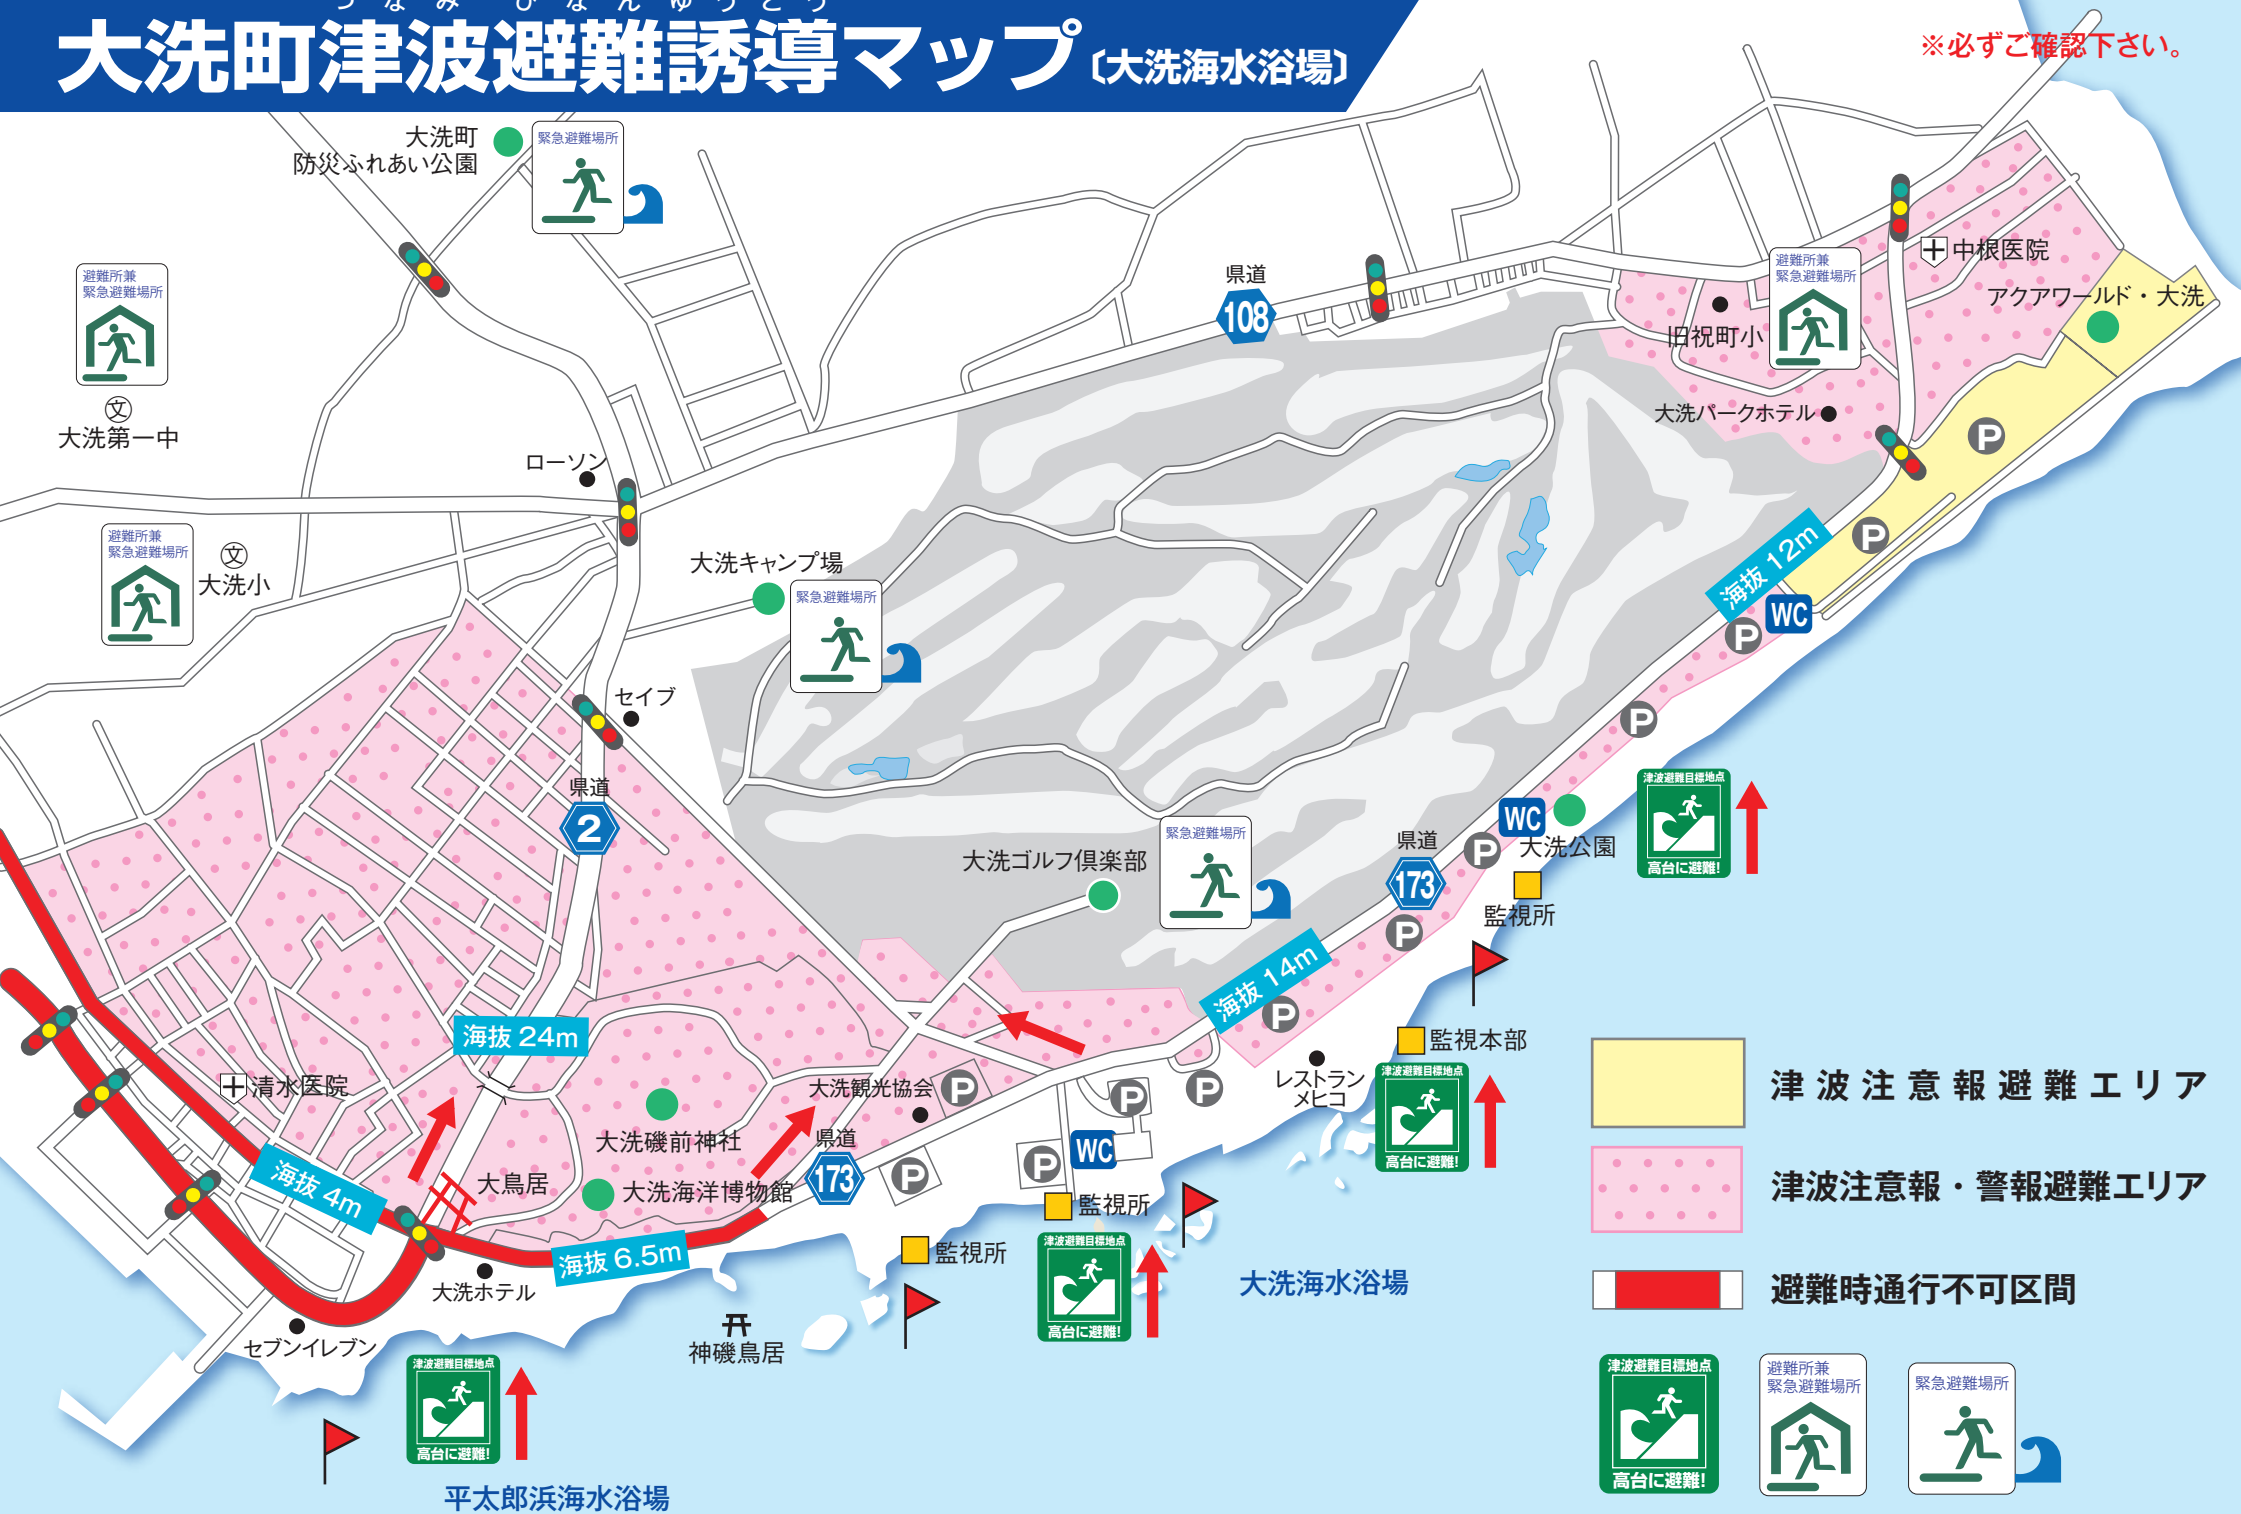 つなみ ひなんゆうどう
大洗町津波避難誘導マップ〔大洗海水浴場〕
※必ずご確認下さい。
大洗町
防災ふれあい公園
緊急避難場所
避難所兼
緊急避難場所
文
大洗第一中
県道
108
中根医院
避難所兼
緊急避難場所
アクアワールド・大洗
旧祝町小
大洗パークホテル
P
ローソン
避難所兼
緊急避難場所
文
大洗小
大洗キャンプ場
緊急避難場所
海抜 12m
P
WC
P
セイブ
P
県道
2
津波避難目標地点
高台に避難!
WC
大洗公園
県道
173
P
P
監視所
大洗ゴルフ倶楽部
緊急避難場所
海抜 14m
P
海抜 24m
監視本部
津波避難目標地点
高台に避難!
レストラン
メヒコ
清水医院
大洗観光協会
P
P
P
大洗磯前神社
県道
173
WC
P
P
大鳥居
大洗海洋博物館
海抜 4m
監視所
津波避難目標地点
高台に避難!
海抜 6.5m
監視所
大洗ホテル
大洗海水浴場
セブンイレブン
神磯鳥居
津波避難目標地点
高台に避難!
平太郎浜海水浴場
津波注意報避難エリア
津波注意報・警報避難エリア
避難時通行不可区間
津波避難目標地点
高台に避難!
避難所兼
緊急避難場所
緊急避難場所